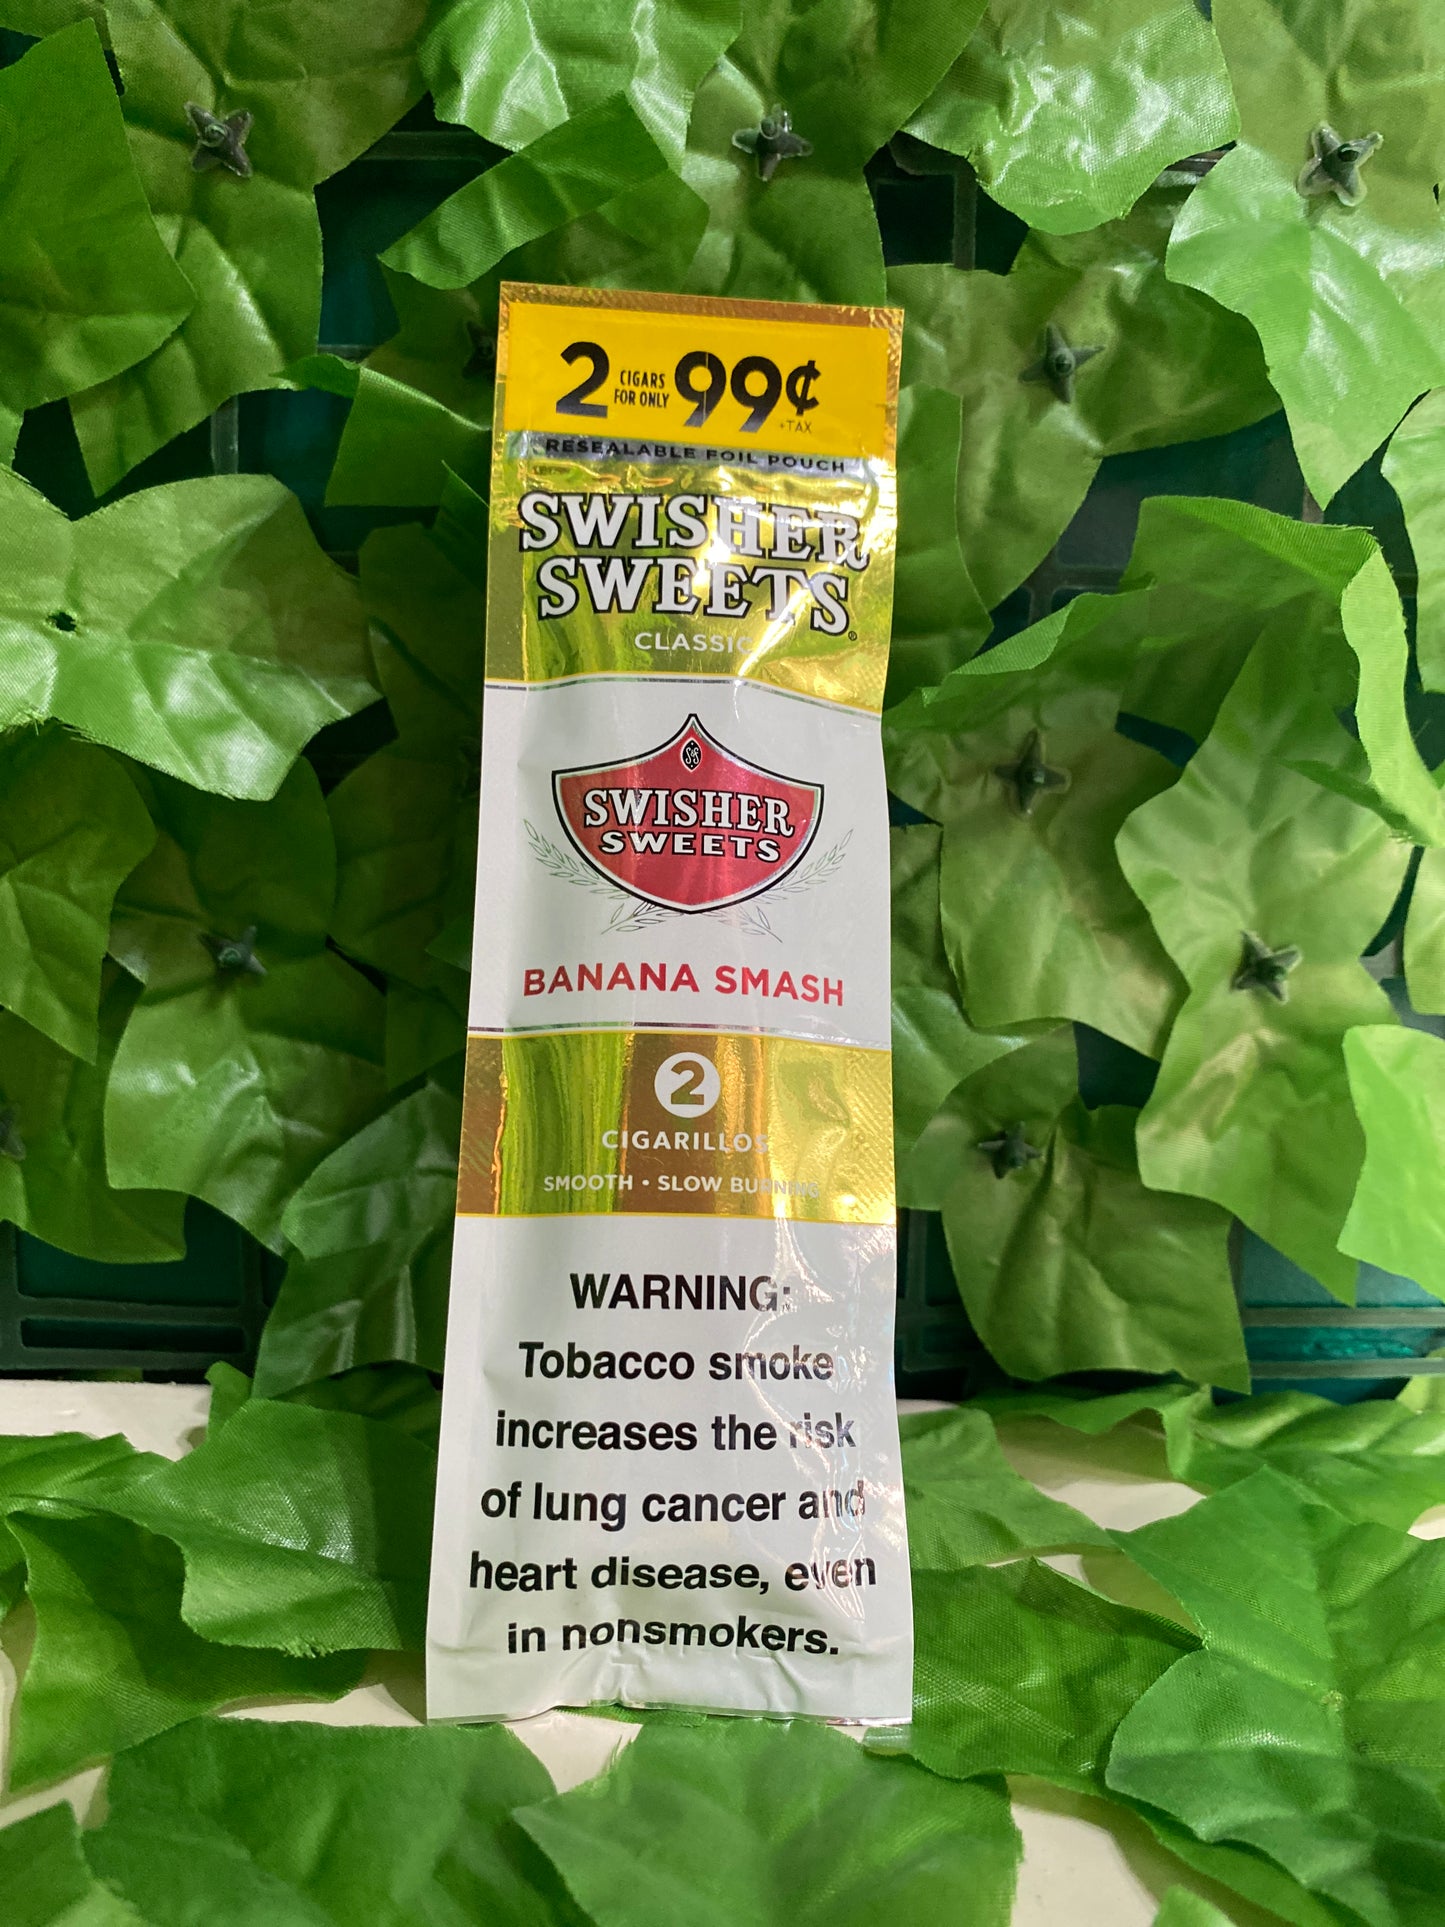 2 CIGARS FOR ONLY 99¢
+TAX
RESEALABLE FOIL POUCH
SWISHER
SWEETS®
CLASSIC
S&S
SWISHER
SWEETS
BANANA SMASH
2
CIGARILLOS
SMOOTH • SLOW BURNING
WARNING:
Tobacco smoke
increases the risk
of lung cancer and
heart disease, even
in nonsmokers.